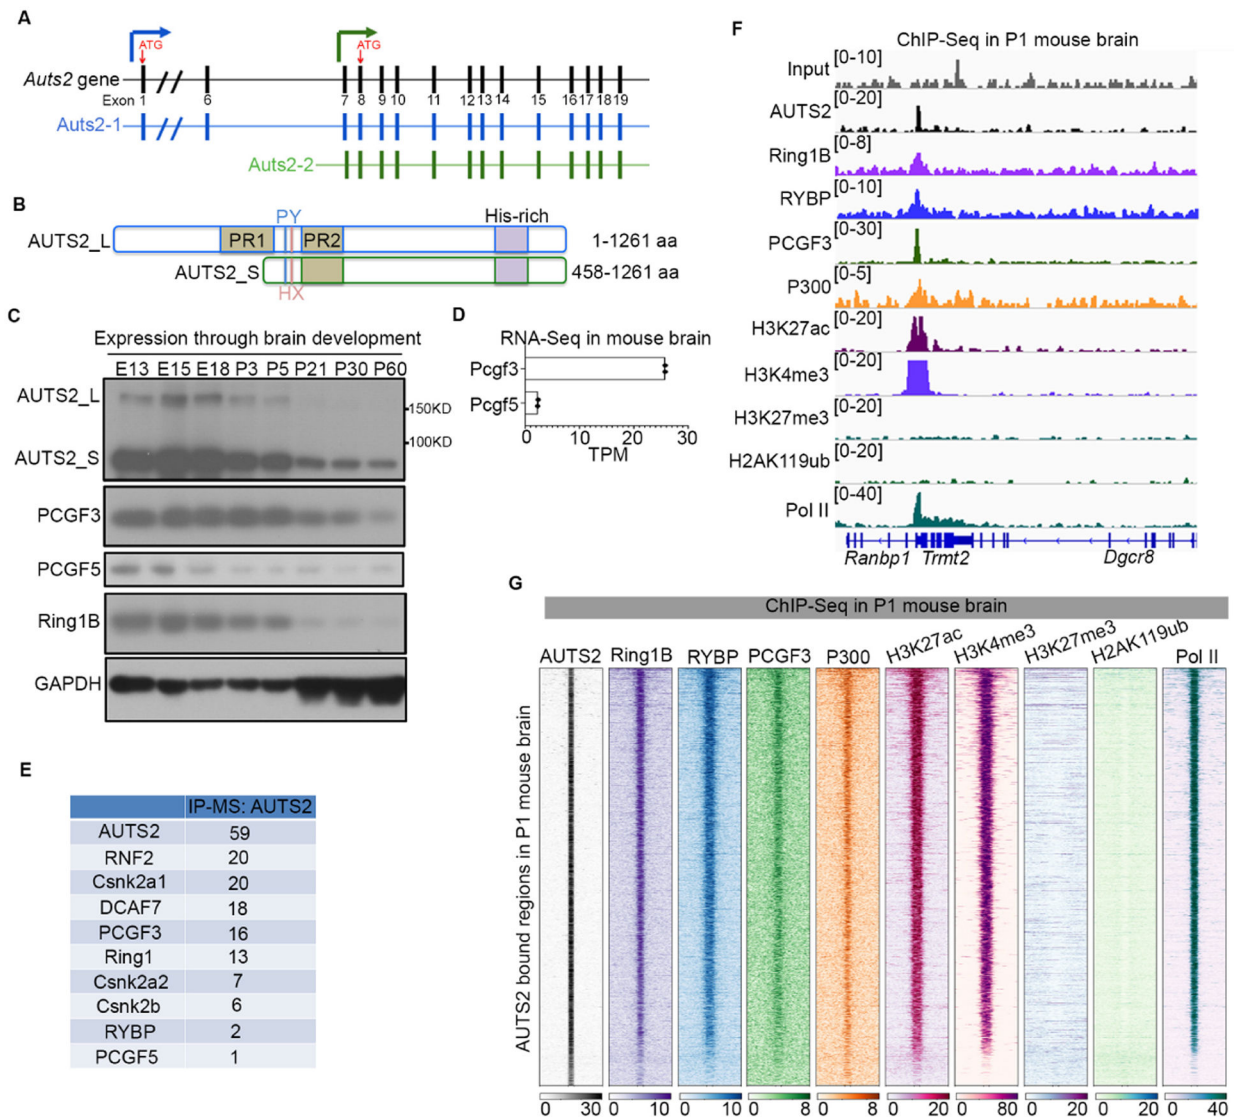 A
ATG
ATG
Auts2 gene
Exon 1 6 7 8 9 10 11 12 13 14 15 16 17 18 19
Auts2-1
Auts2-2
B
PY
His-rich
AUTS2_L PR1 PR2 1-1261 aa
AUTS2_S 458-1261 aa
HX
C
Expression through brain development
E13 E15 E18 P3 P5 P21 P30 P60
AUTS2_L
150KD
100KD
AUTS2_S
PCGF3
PCGF5
Ring1B
GAPDH
D
RNA-Seq in mouse brain
Pcgf3
Pcgf5
0 10 20 30
TPM
E
IP-MS: AUTS2
AUTS2 59
RNF2 20
Csnk2a1 20
DCAF7 18
PCGF3 16
Ring1 13
Csnk2a2 7
Csnk2b 6
RYBP 2
PCGF5 1
F
ChIP-Seq in P1 mouse brain
Input [0-10]
AUTS2 [0-20]
Ring1B [0-8]
RYBP [0-10]
PCGF3 [0-30]
P300 [0-5]
H3K27ac [0-20]
H3K4me3 [0-20]
H3K27me3 [0-20]
H2AK119ub [0-20]
Pol II [0-40]
Ranbp1 Trmt2 Dgcr8
G
ChIP-Seq in P1 mouse brain
AUTS2 Ring1B RYBP PCGF3 P300 H3K27ac H3K4me3 H3K27me3 H2AK119ub Pol II
AUTS2 bound regions in P1 mouse brain
0 30 0 10 0 10 0 8 0 8 0 20 0 80 0 20 0 20 0 40